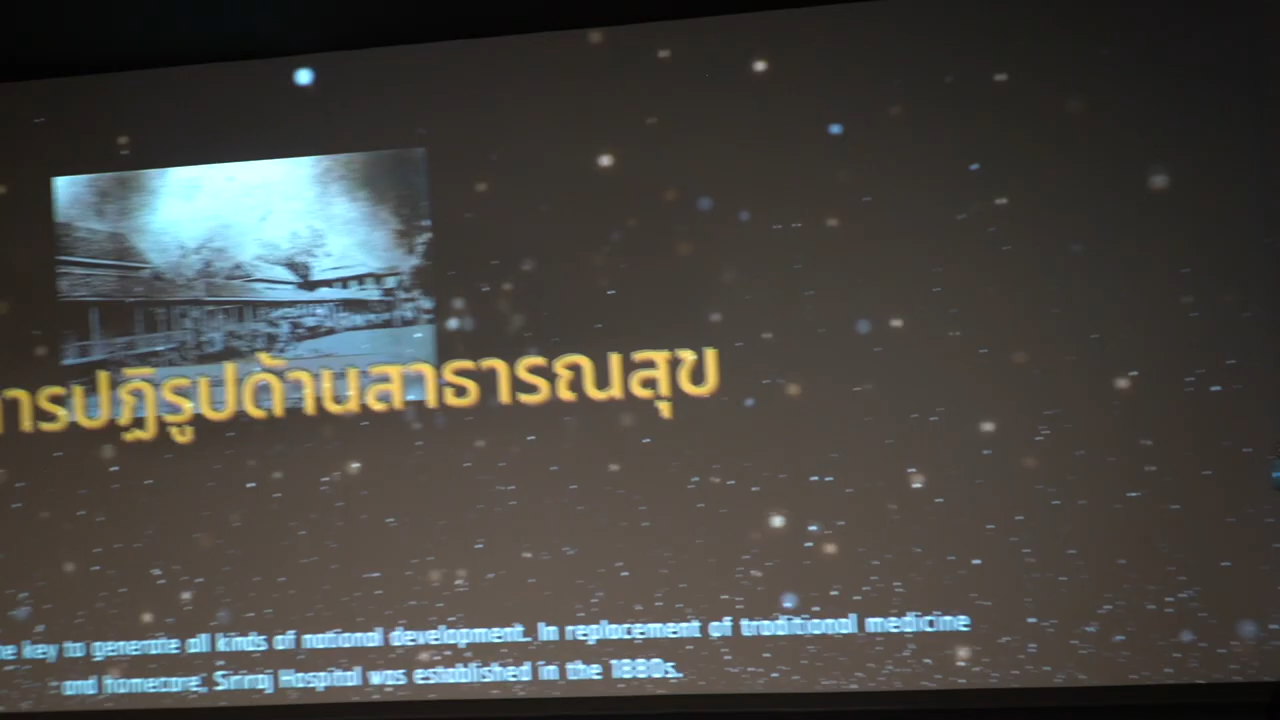 ารปฏิรูปด้านสาธารณสุข
he key to generate all kinds of national development. In replacement of traditional medicine
and homecare, Siriraj Hospital was established in the 1880s.